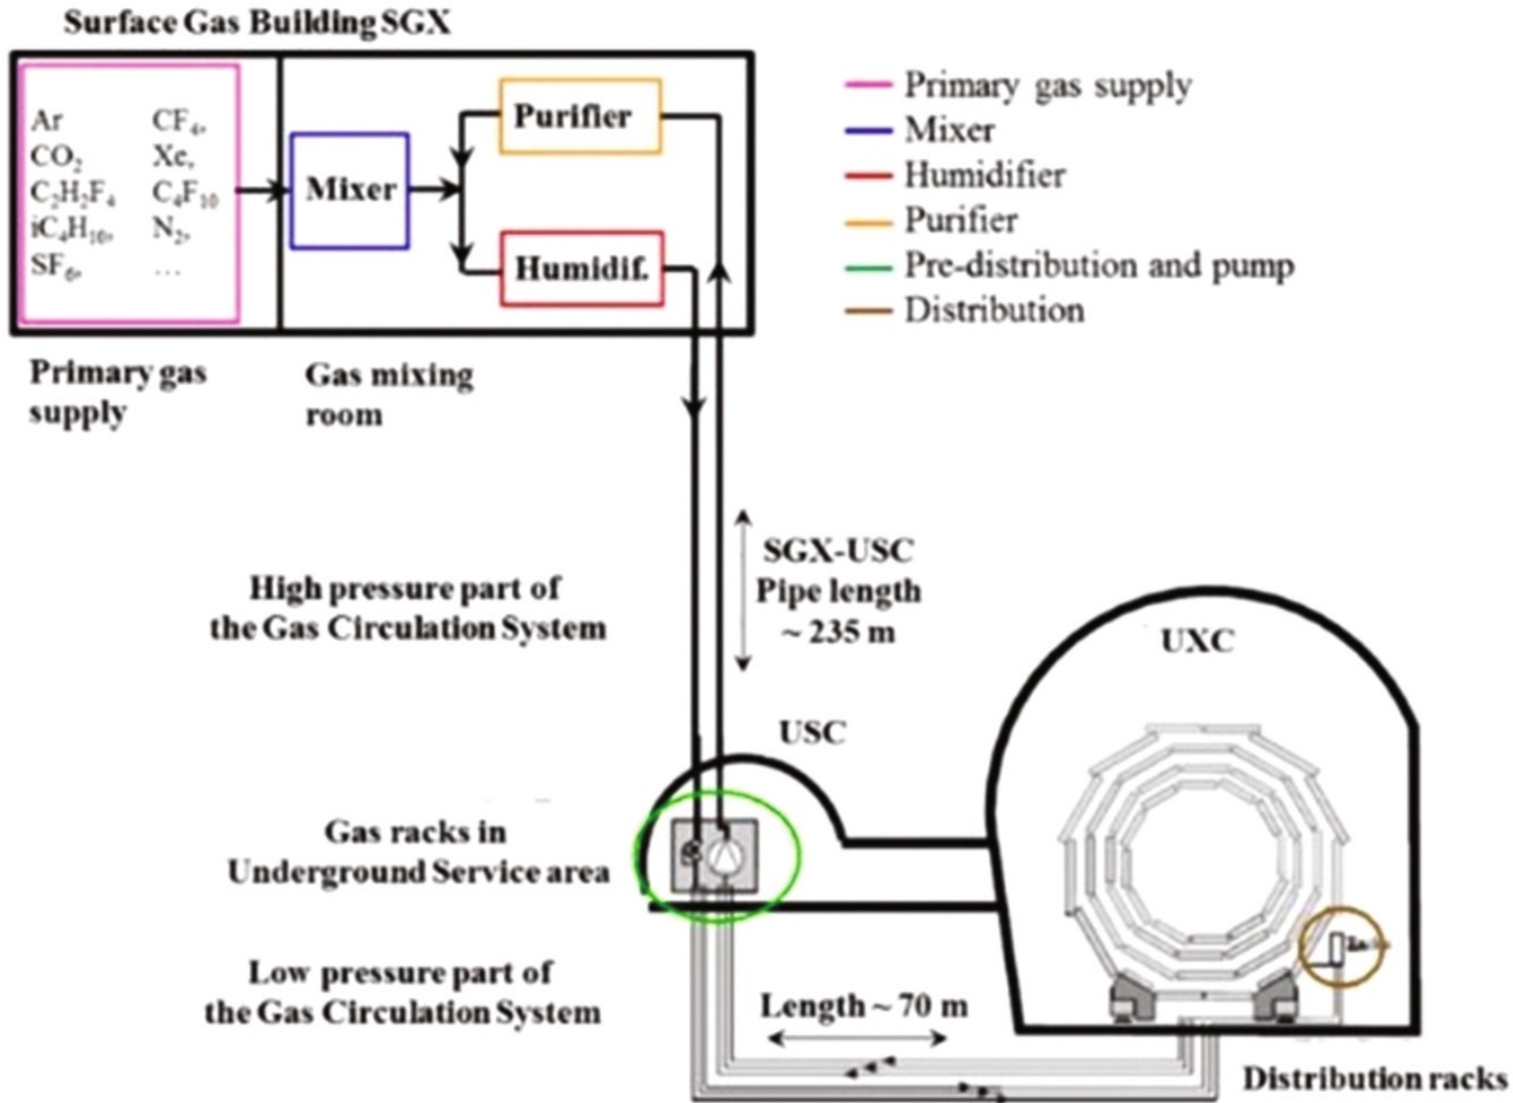 Surface Gas Building SGX
Ar CF₄,
CO₂ Xe,
C₂H₂F₄ C₄F₁₀
iC₄H₁₀, N₂,
SF₆, ...
Mixer
Purifier
Humidif.
Primary gas supply
Mixer
Humidifier
Purifier
Pre-distribution and pump
Distribution
Primary gas
supply
Gas mixing
room
High pressure part of
the Gas Circulation System
SGX-USC
Pipe length
~ 235 m
UXC
USC
Gas racks in
Underground Service area
Low pressure part of
the Gas Circulation System
Length ~ 70 m
Distribution racks